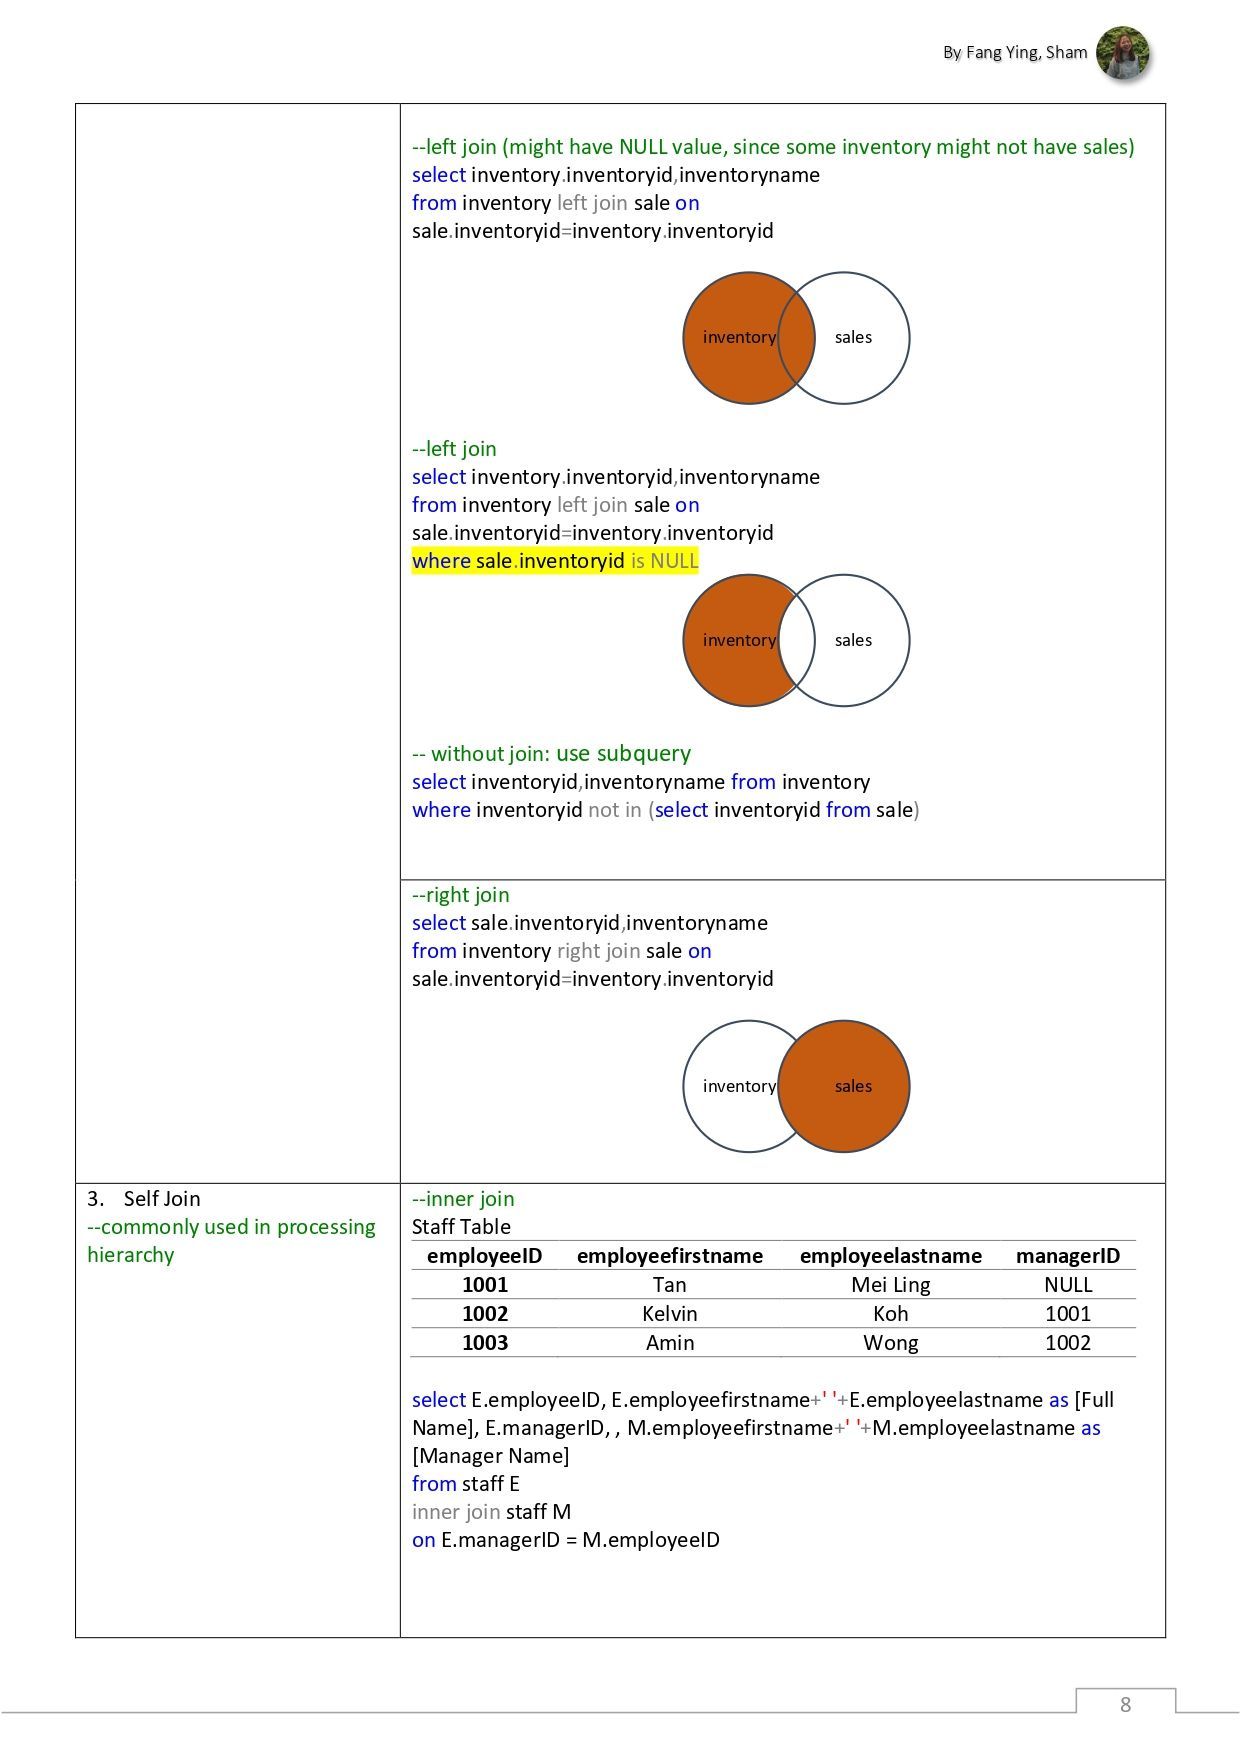 By Fang Ying, Sham
--left join (might have NULL value, since some inventory might not have sales)
select inventory.inventoryid,inventoryname
from inventory left join sale on
sale.inventoryid=inventory.inventoryid
inventory sales
--left join
select inventory.inventoryid,inventoryname
from inventory left join sale on
sale.inventoryid=inventory.inventoryid
where sale.inventoryid is NULL
inventory sales
-- without join: use subquery
select inventoryid,inventoryname from inventory
where inventoryid not in (select inventoryid from sale)
--right join
select sale.inventoryid,inventoryname
from inventory right join sale on
sale.inventoryid=inventory.inventoryid
inventory sales
3. Self Join
--commonly used in processing
hierarchy
--inner join
Staff Table
employeeID employeefirstname employeelastname managerID
1001 Tan Mei Ling NULL
1002 Kelvin Koh 1001
1003 Amin Wong 1002
select E.employeeID, E.employeefirstname+' '+E.employeelastname as [Full
Name], E.managerID, , M.employeefirstname+' '+M.employeelastname as
[Manager Name]
from staff E
inner join staff M
on E.managerID = M.employeeID
8